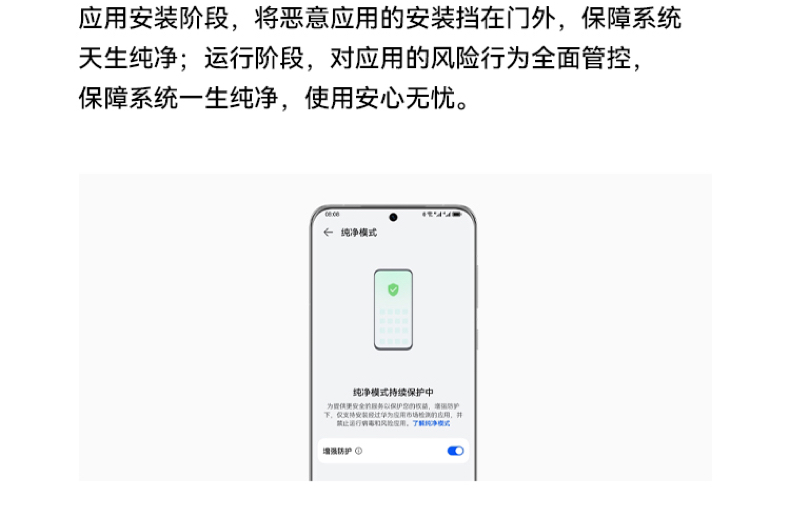 应用安装阶段，将恶意应用的安装挡在门外，保障系统
天生纯净；运行阶段，对应用的风险行为全面管控，
保障系统一生纯净，使用安心无忧。
08:08
纯净模式
纯净模式持续保护中
为提供更安全的服务以保护您的权益，增强防护
下，仅支持安装经过华为应用市场检测的应用，并
禁止运行病毒和风险应用。了解纯净模式
增强防护